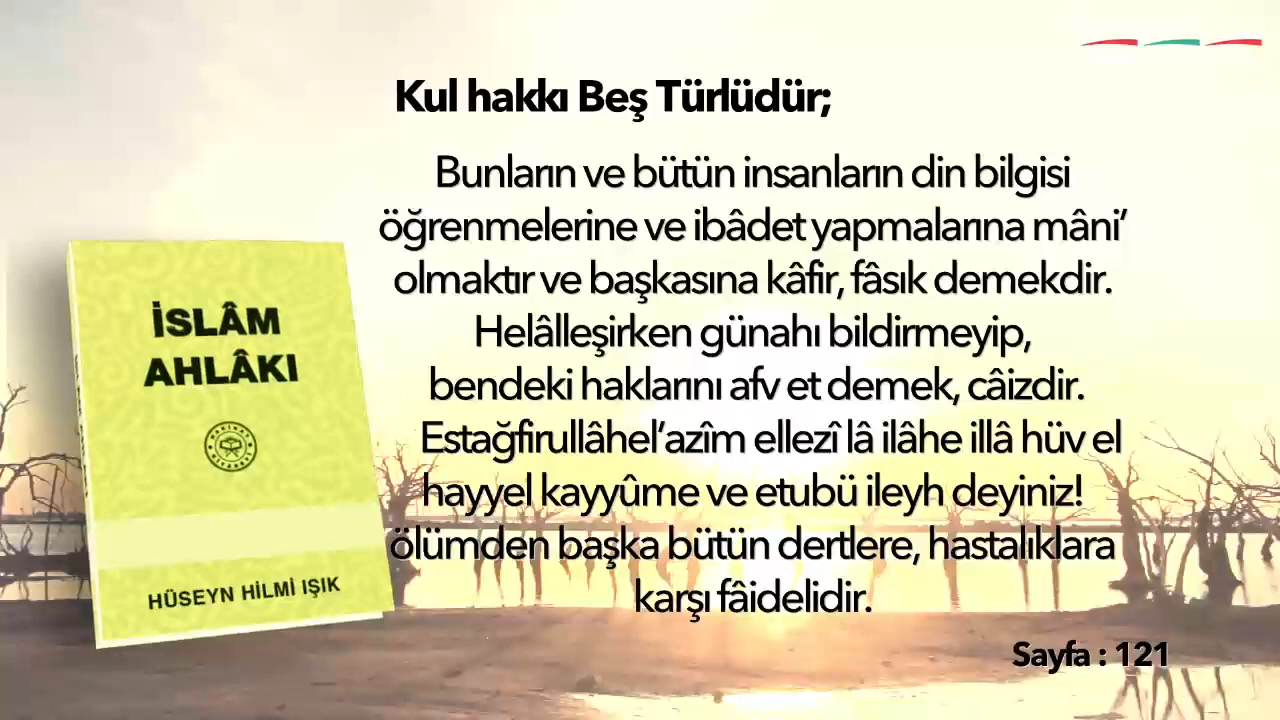 Kul hakkı Beş Türlüdür;
Bunların ve bütün insanların din bilgisi
öğrenmelerine ve ibâdet yapmalarına mâni’
olmaktır ve başkasına kâfir, fâsık demekdir.
Helâlleşirken günahı bildirmeyip,
bendeki haklarını afv et demek, câizdir.
Estağfirullâhel’azîm ellezî lâ ilâhe illâ hüv el
hayyel kayyûme ve etubü ileyh deyiniz!
ölümden başka bütün dertlere, hastalıklara
karşı fâidelidir.
Sayfa : 121
İSLÂM
AHLÂKI
HÜSEYN HİLMİ IŞIK